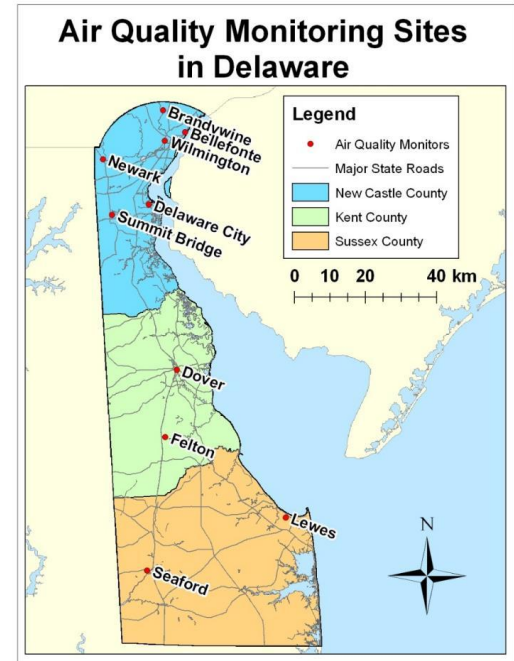 Air Quality Monitoring Sites
in Delaware
Brandywine
Bellefonte
Wilmington
Newark
Delaware City
Summit Bridge
Dover
Felton
Lewes
Seaford
Legend
Air Quality Monitors
Major State Roads
New Castle County
Kent County
Sussex County
0 10 20 40 km
N